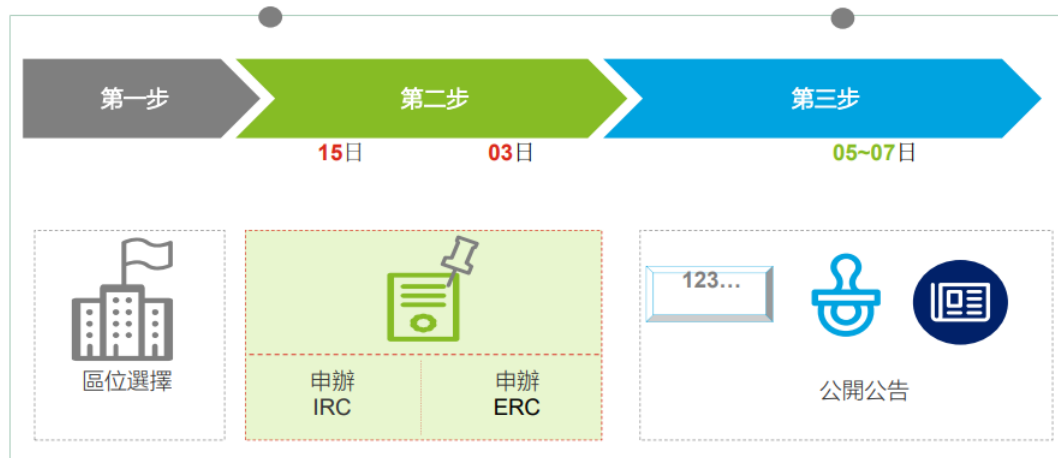 第一步
第二步
第三步
15日
03日
05~07日
區位選擇
申辦
IRC
申辦
ERC
123...
公開公告